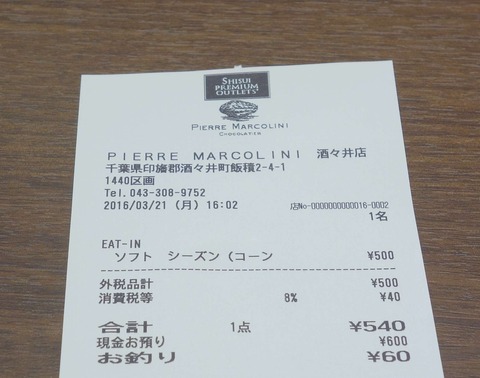 SHISUI
PREMIUM
OUTLETS
PIERRE MARCOLINI
CHOCOLATIER
PIERRE MARCOLINI 酒々井店
千葉県印旛郡酒々井町飯積2-4-1
1440区画
Tel.043-308-9752
2016/03/21 (月) 16:02 店No-0000000000016-0002
1名
EAT-IN
ソフト シーズン(コーン ¥500
外税品計 ¥500
消費税等 8% ¥40
合計 1点 ¥540
現金お預り ¥600
お釣り ¥60